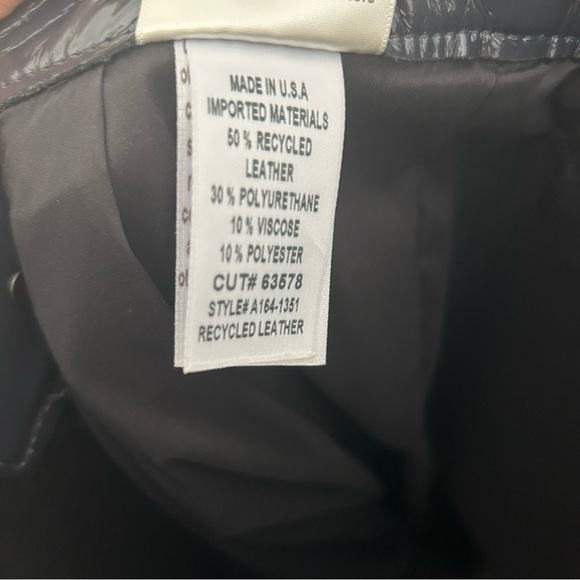 MADE IN U.S.A
IMPORTED MATERIALS
50 % RECYCLED
LEATHER
30 % POLYURETHANE
10 % VISCOSE
10 % POLYESTER
CUT# 63578
STYLE# A164-1351
RECYCLED LEATHER